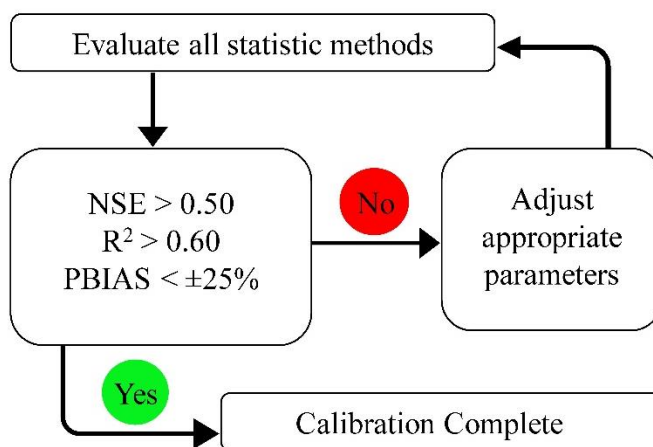 Evaluate all statistic methods
NSE > 0.50
R² > 0.60
PBIAS < ±25%
No
Adjust
appropriate
parameters
Yes
Calibration Complete